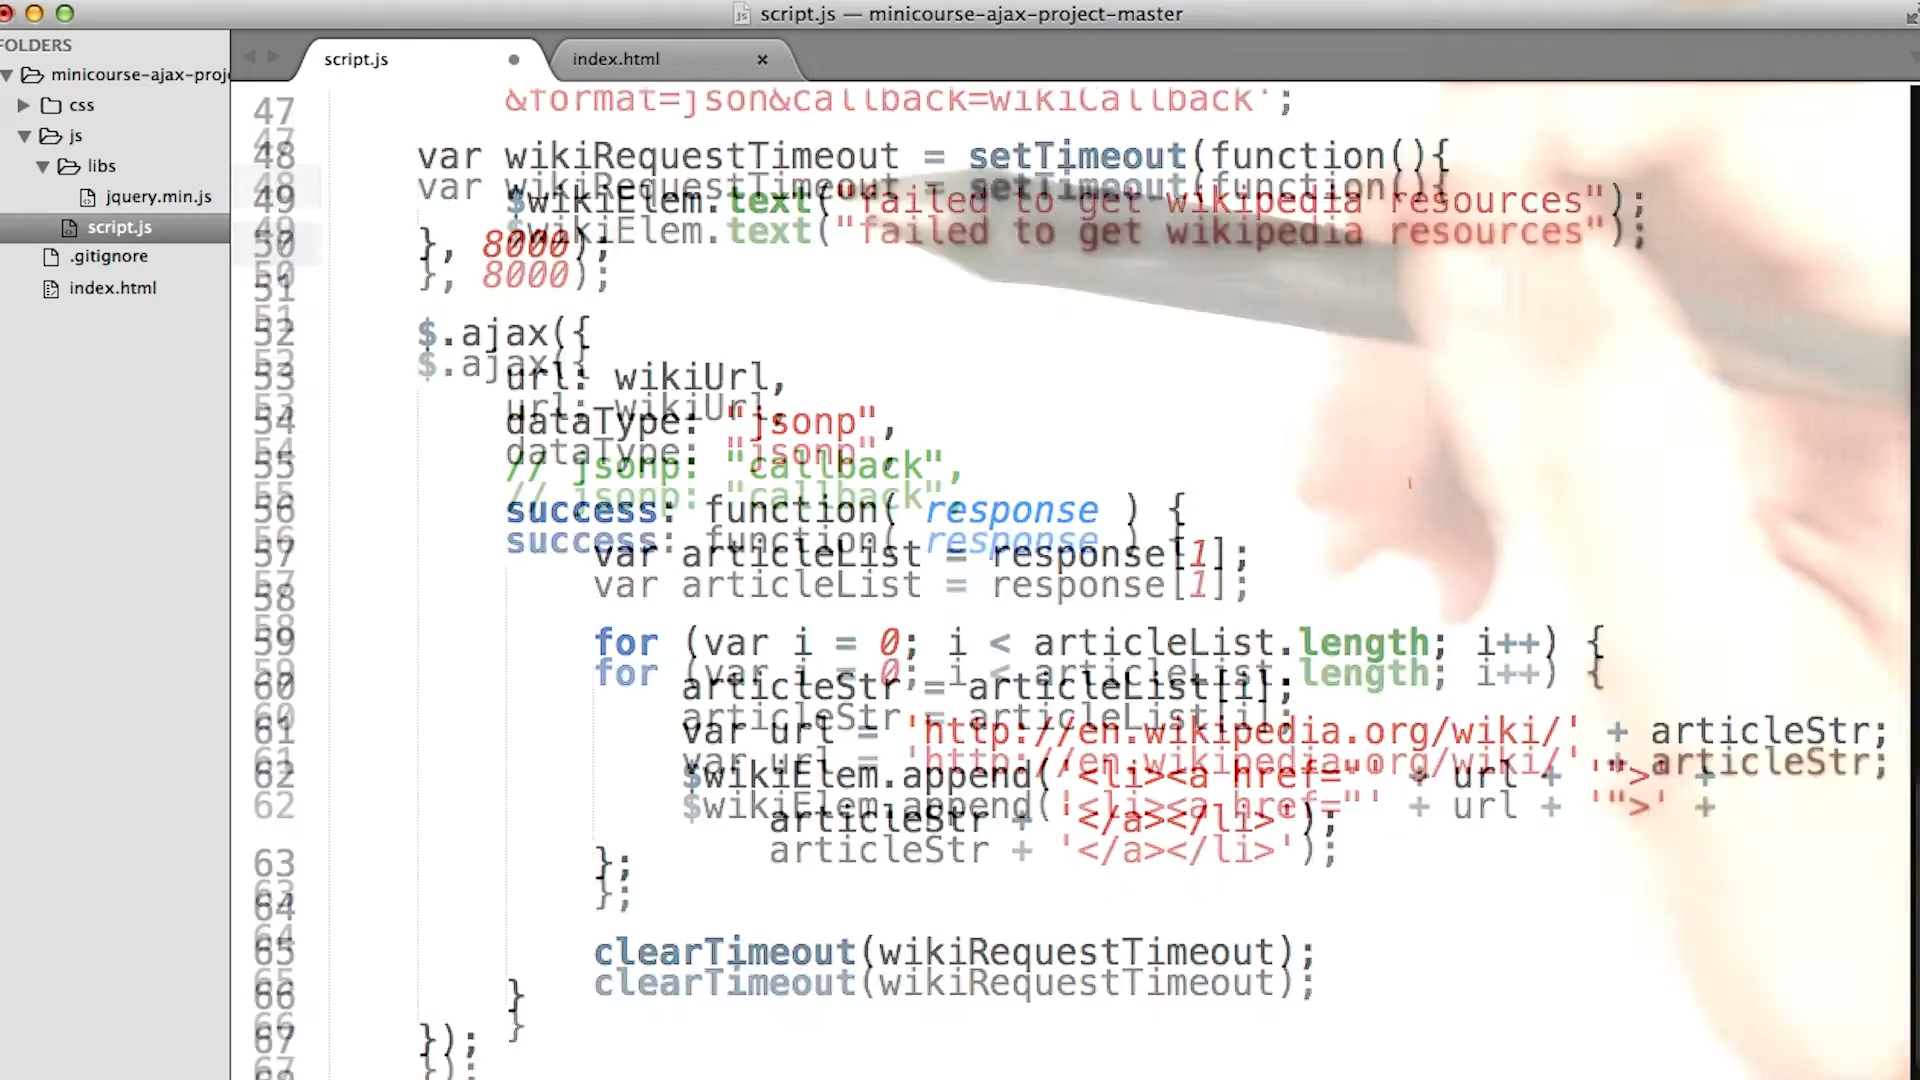 script.js — minicourse-ajax-project-master
FOLDERS
minicourse-ajax-proj
css
js
libs
jquery.min.js
script.js
.gitignore
index.html
script.js
index.html
47 &format=json&callback=wikiCallback';
48 var wikiRequestTimeout = setTimeout(function(){
49 $wikiElem.text("failed to get wikipedia resources");
50 }, 8000);
51
52 $.ajax({
53 url: wikiUrl,
54 dataType: "jsonp",
55 // jsonp: "callback",
56 success: function( response ) {
57 var articleList = response[1];
58
59 for (var i = 0; i < articleList.length; i++) {
60 articleStr = articleList[i];
61 var url = 'http://en.wikipedia.org/wiki/' + articleStr;
62 $wikiElem.append('<li><a href="' + url + '">' +
articleStr + '</a></li>');
63 };
64
65 clearTimeout(wikiRequestTimeout);
66 }
67 });